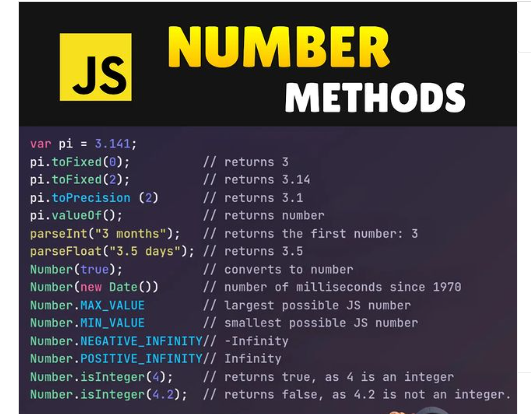 JS
NUMBER
METHODS
var pi = 3.141;
pi.toFixed(0); // returns 3
pi.toFixed(2); // returns 3.14
pi.toPrecision (2) // returns 3.1
pi.valueOf(); // returns number
parseInt("3 months"); // returns the first number: 3
parseFloat("3.5 days"); // returns 3.5
Number(true); // converts to number
Number(new Date()) // number of milliseconds since 1970
Number.MAX_VALUE // largest possible JS number
Number.MIN_VALUE // smallest possible JS number
Number.NEGATIVE_INFINITY// -Infinity
Number.POSITIVE_INFINITY// Infinity
Number.isInteger(4); // returns true, as 4 is an integer
Number.isInteger(4.2); // returns false, as 4.2 is not an integer.